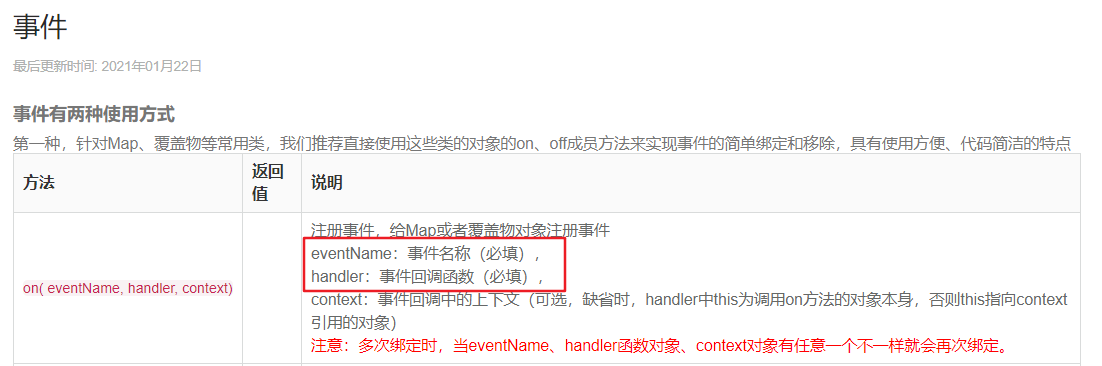 事件
最后更新时间: 2021年01月22日
事件有两种使用方式
第一种，针对Map、覆盖物等常用类，我们推荐直接使用这些类的对象的on、off成员方法来实现事件的简单绑定和移除，具有使用方便、代码简洁的特点
方法
返回
值
说明
on( eventName, handler, context)
注册事件，给Map或者覆盖物对象注册事件
eventName：事件名称（必填），
handler：事件回调函数（必填），
context：事件回调中的上下文（可选，缺省时，handler中this为调用on方法的对象本身，否则this指向context
引用的对象）
注意：多次绑定时，当eventName、handler函数对象、context对象有任意一个不一样就会再次绑定。